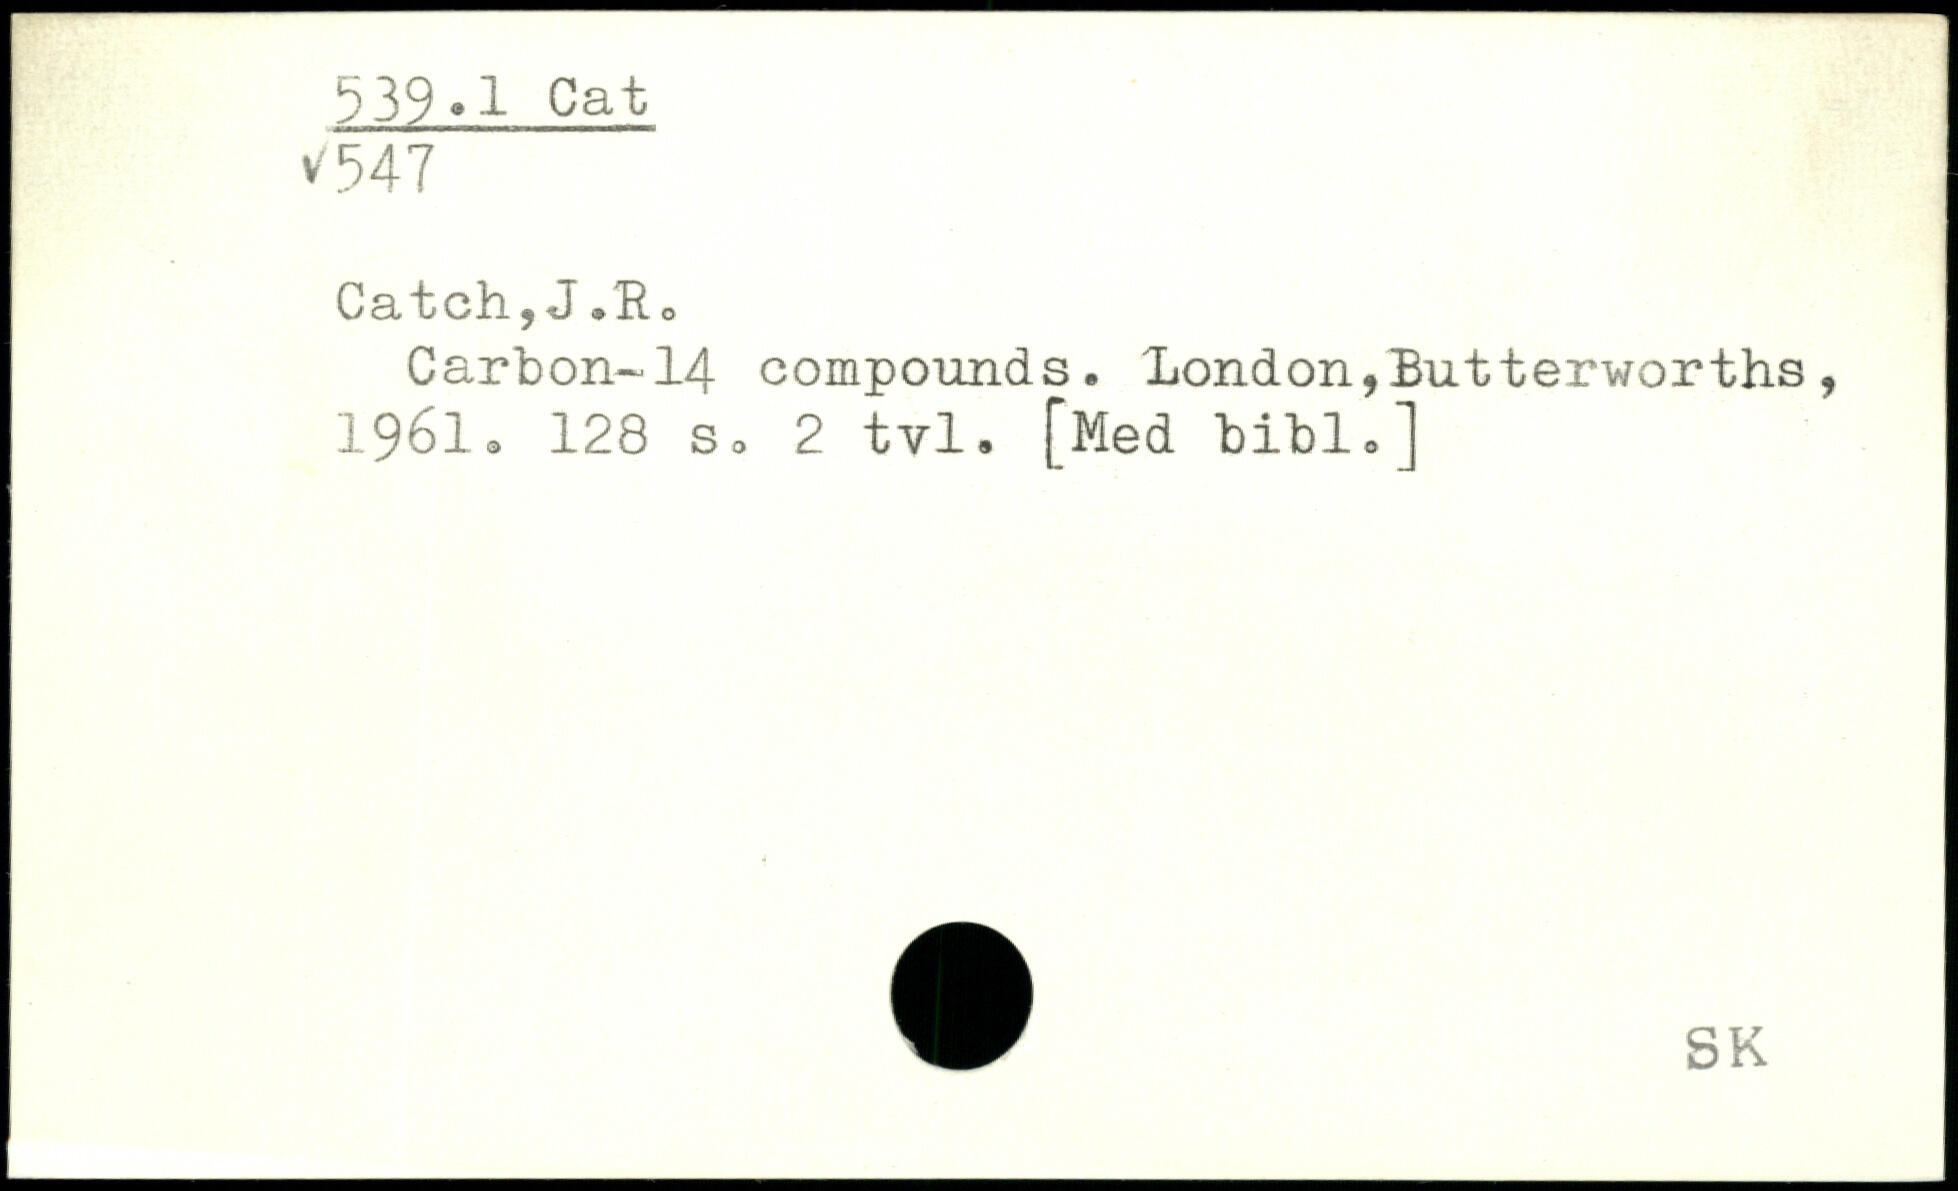 539.1 Cat
√547
Catch,J.R.
Carbon-14 compounds. London,Butterworths,
1961. 128 s. 2 tvl. [Med bibl.]
SK